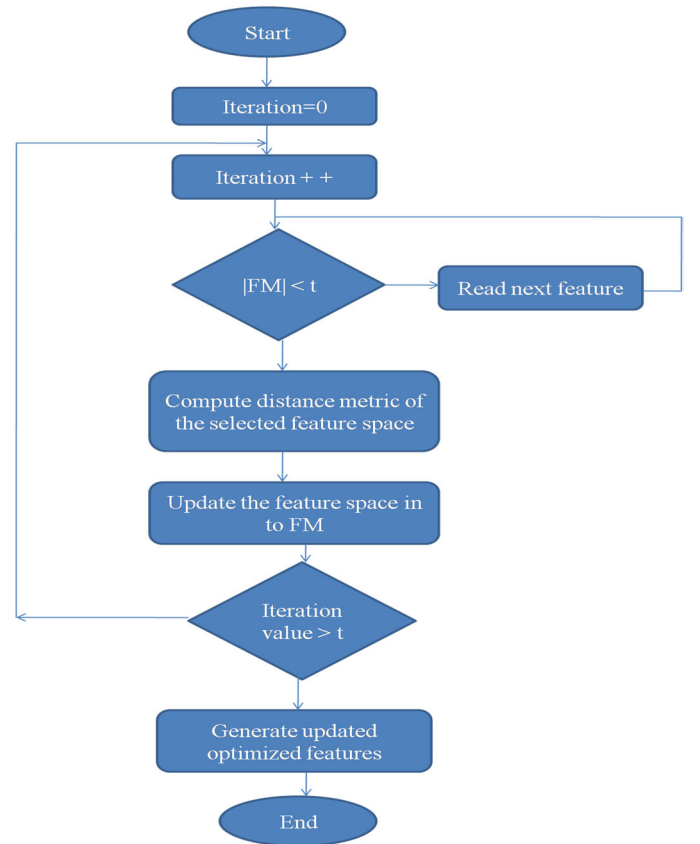 Start
Iteration=0
Iteration + +
|FM| < t
Read next feature
Compute distance metric of
the selected feature space
Update the feature space in
to FM
Iteration
value > t
Generate updated
optimized features
End